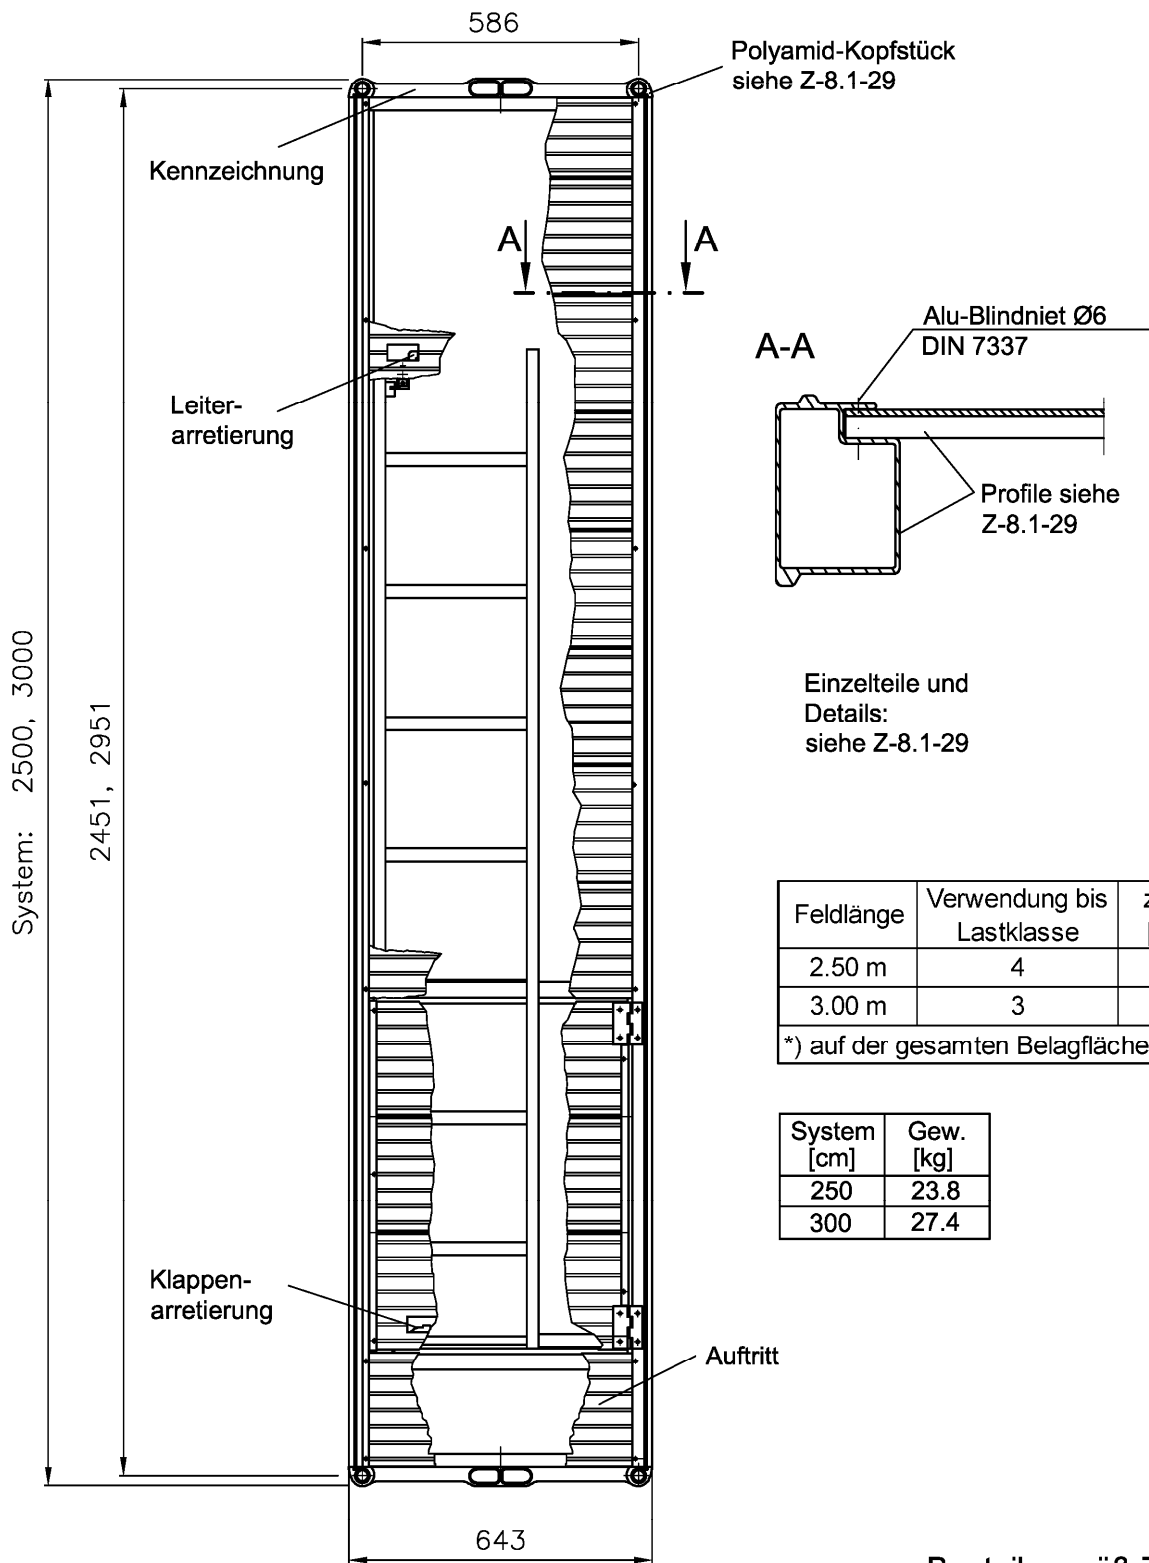 586
Polyamid-Kopfstück
siehe Z-8.1-29
Kennzeichnung
A A
Alu-Blindniet Ø6
DIN 7337
A-A
Leiter-
arretierung
Profile siehe
Z-8.1-29
System: 2500, 3000
2451, 2951
Einzelteile und
Details:
siehe Z-8.1-29
Feldlänge Verwendung bis
Lastklasse
2.50 m 4
3.00 m 3
*) auf der gesamten Belagfläche
System Gew.
[cm] [kg]
250 23.8
300 27.4
Klappen-
arretierung
Auftritt
643